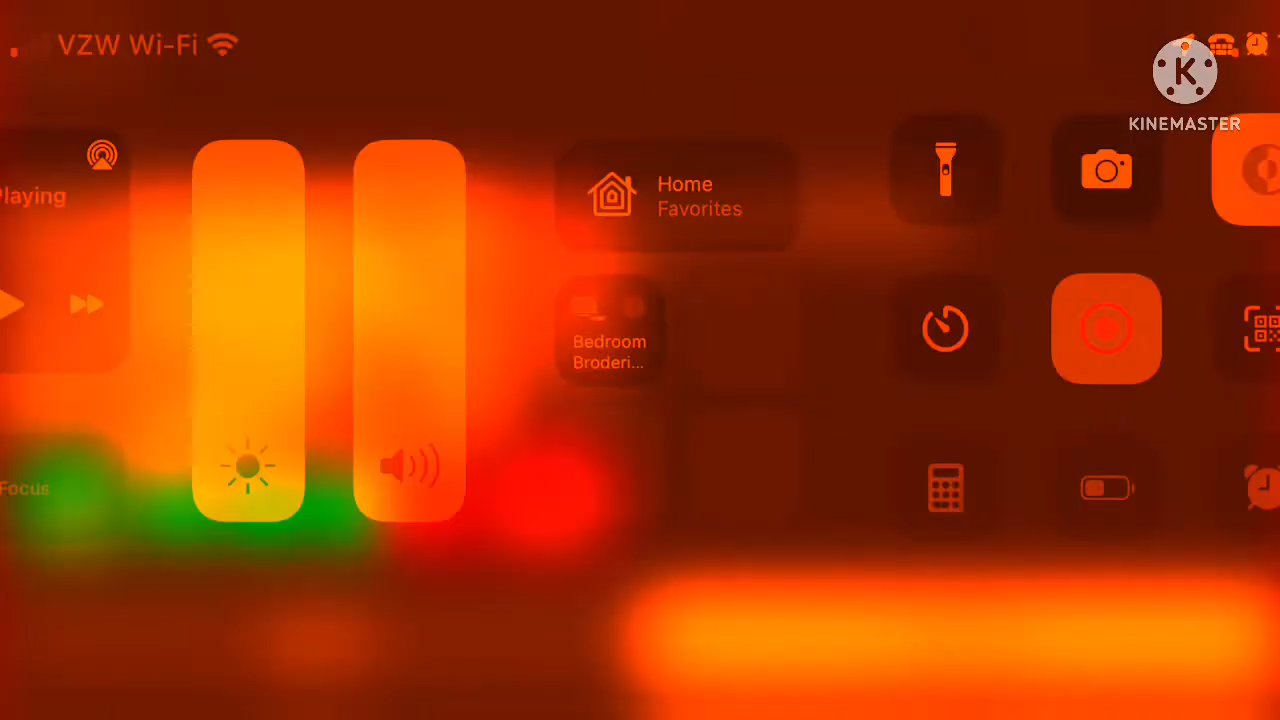 VZW Wi-Fi
KINEMASTER
Playing
Home
Favorites
Bedroom
Broderi...
Focus